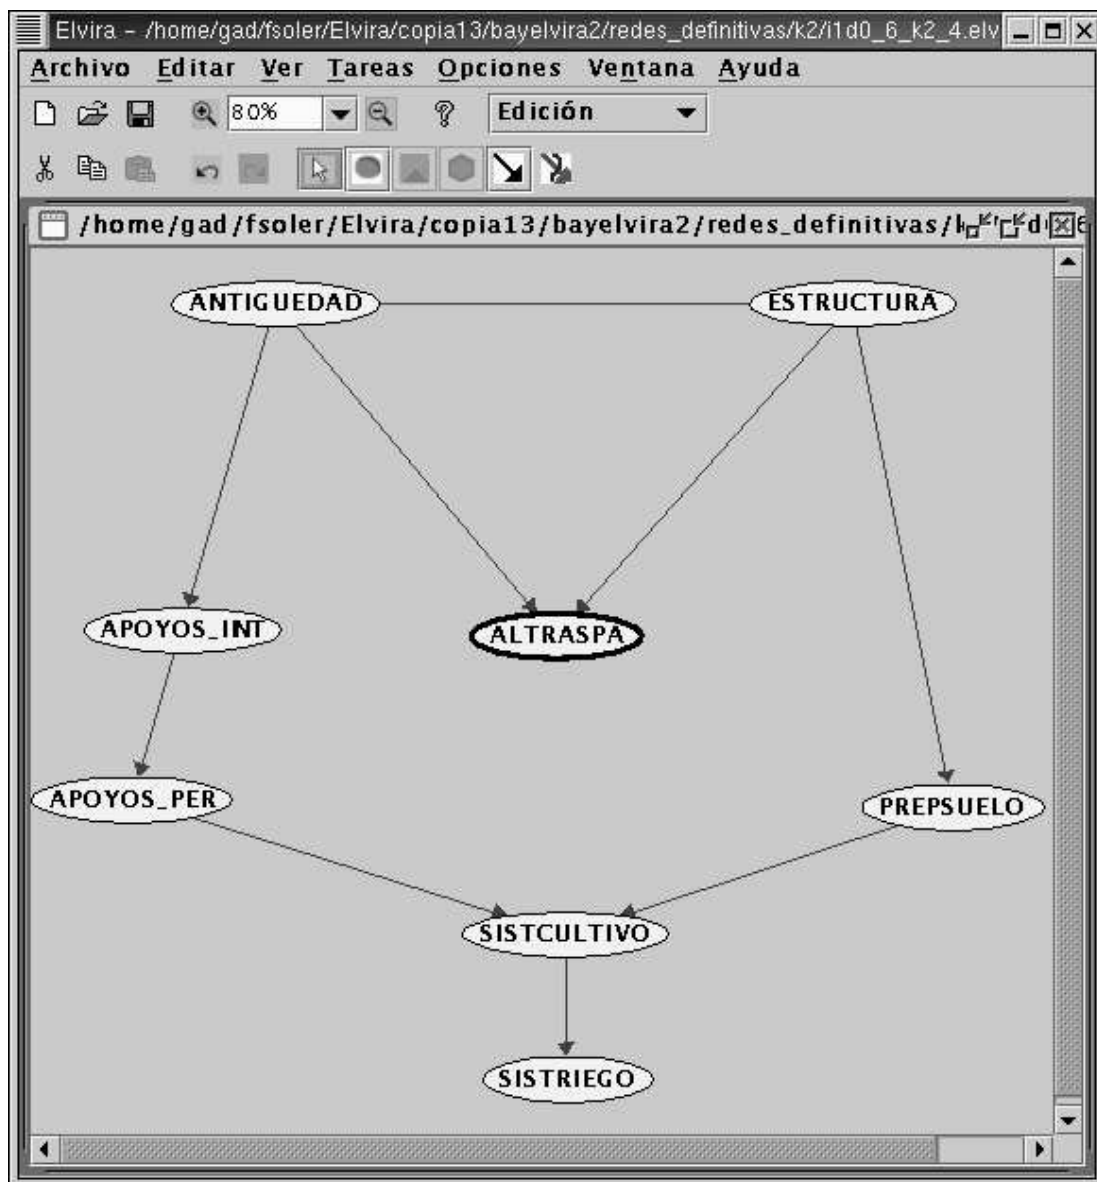 Elvira - /home/gad/fsoler/Elvira/copia13/bayelvira2/redes_definitivas/k2/i1d0_6_k2_4.elv
Archivo Editar Ver Tareas Opciones Ventana Ayuda
80% Edición
/home/gad/fsoler/Elvira/copia13/bayelvira2/redes_definitivas/
ANTIGUEDAD ESTRUCTURA
APOYOS_INT ALTRASPA
APOYOS_PER PREPSUELO
SISTCULTIVO
SISTRIEGO